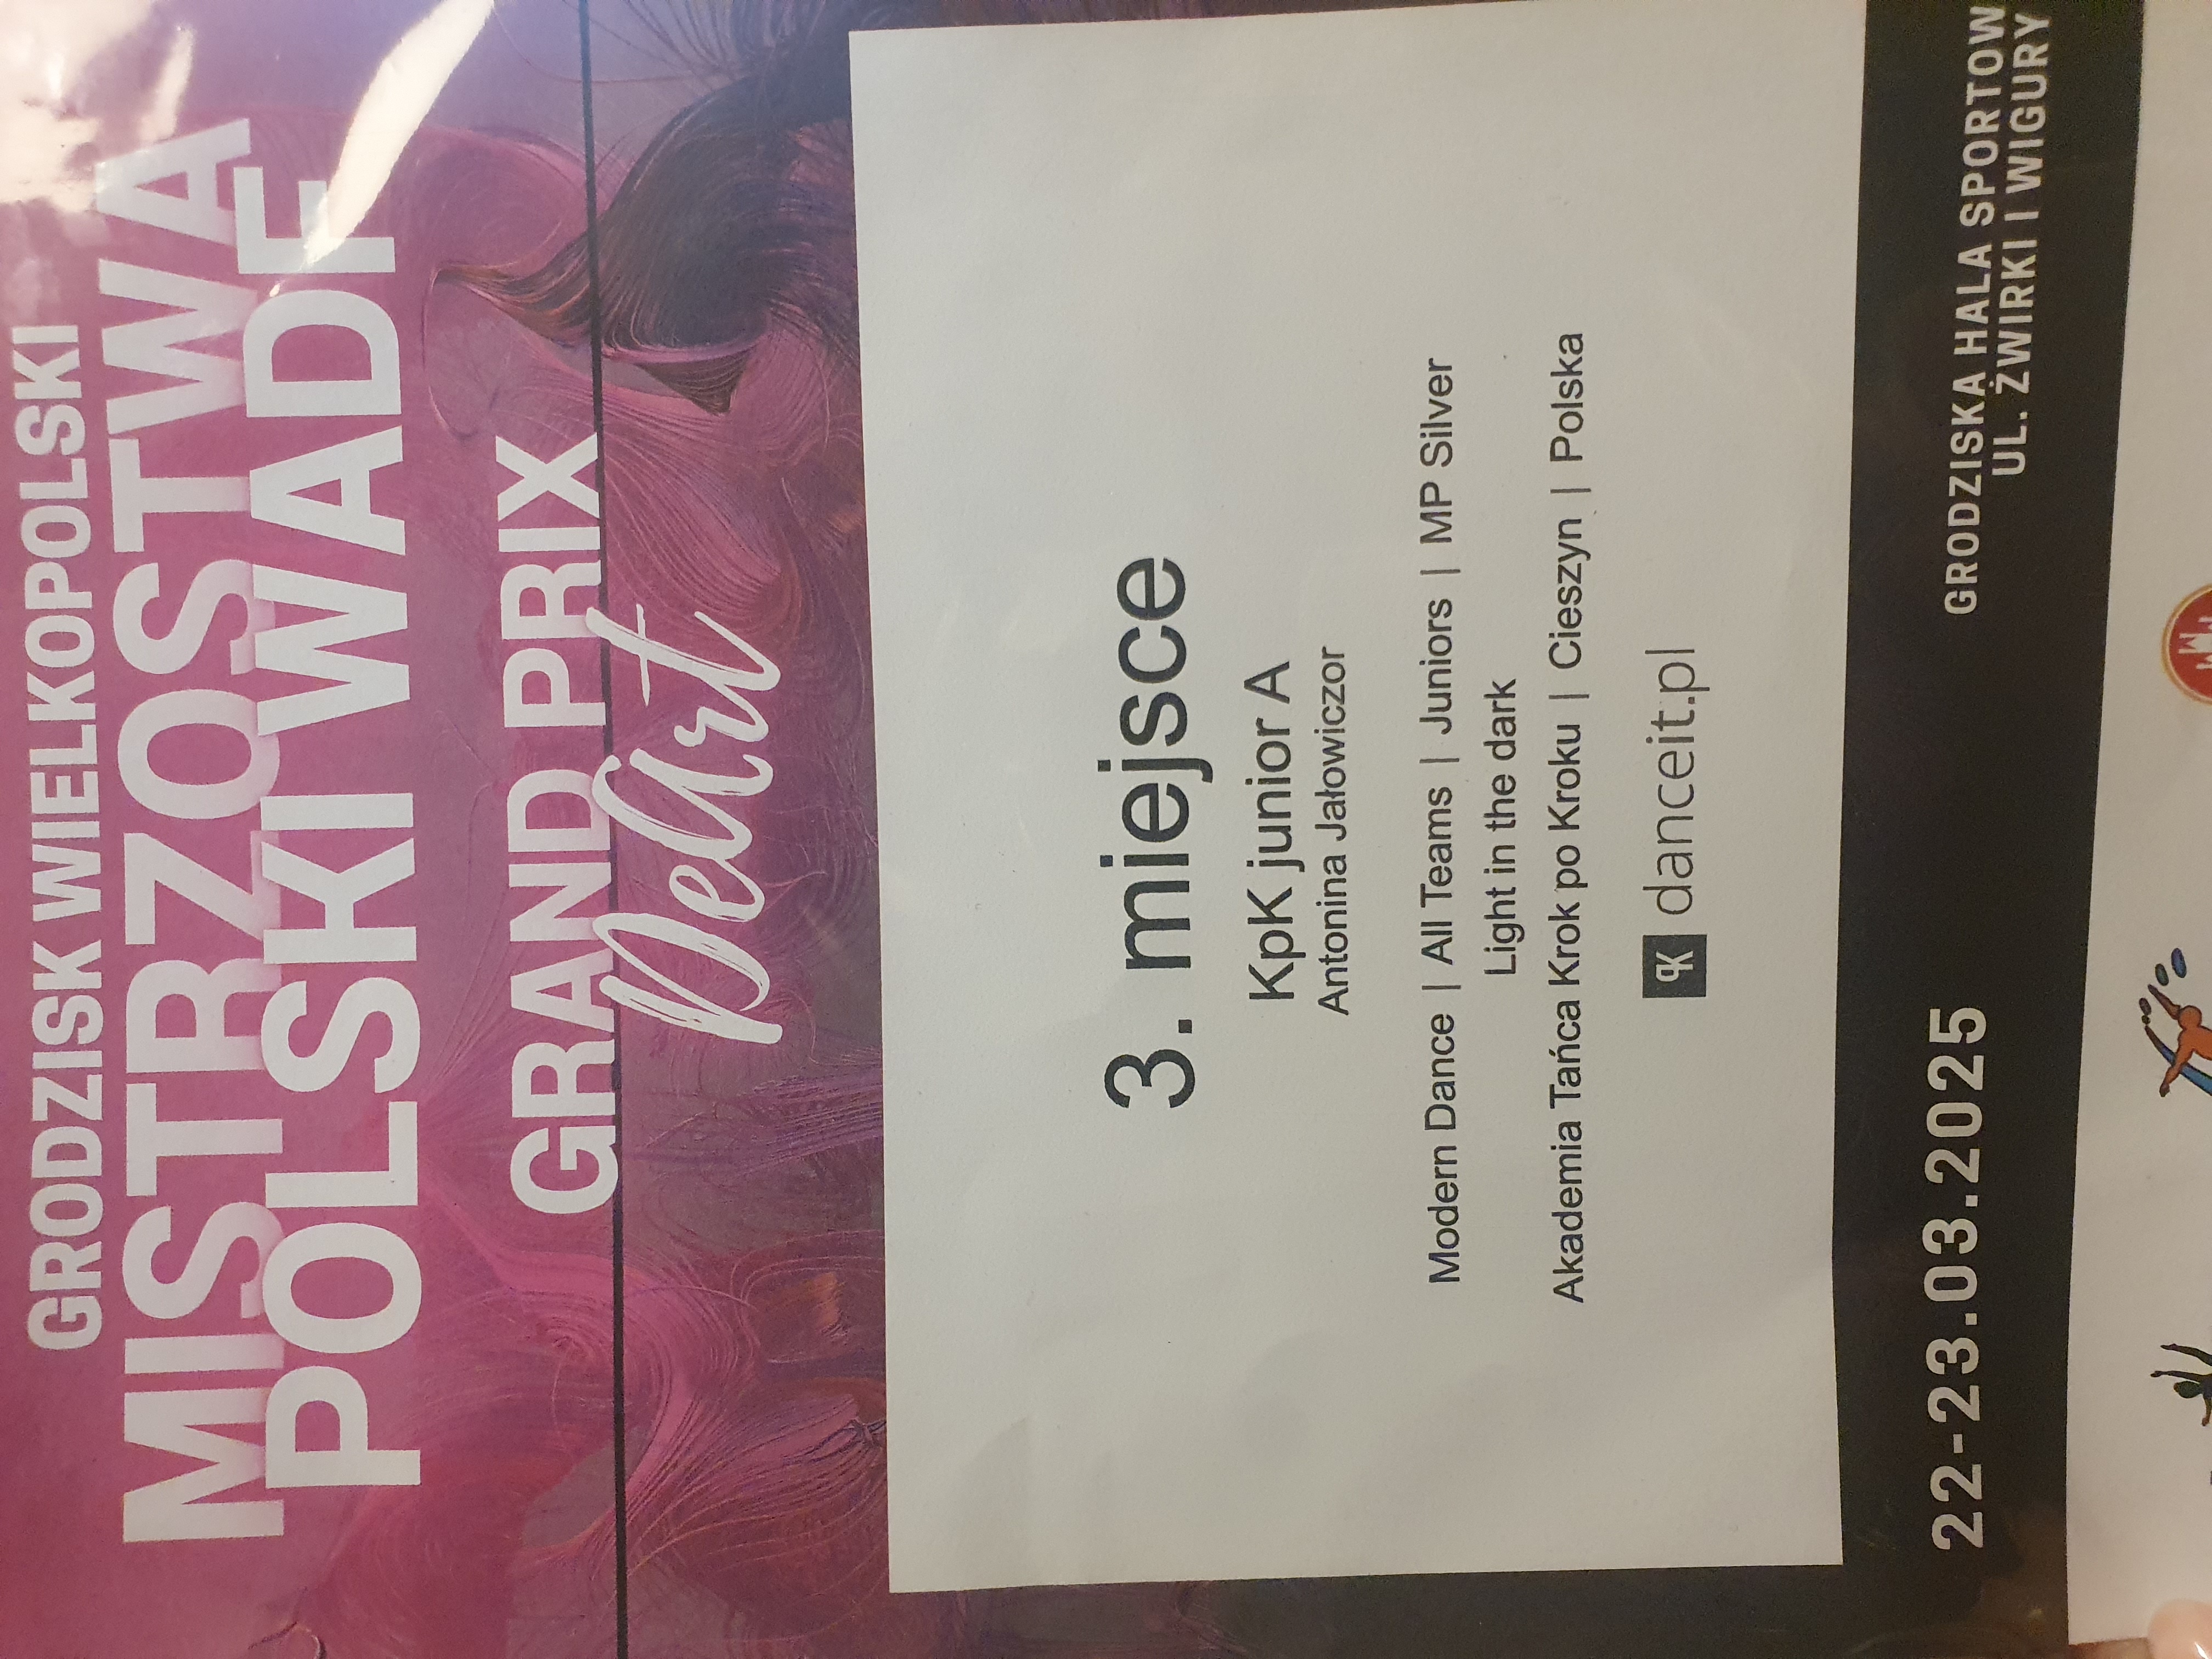 GRODZISK WIELKOPOLSKI
MISTRZOSTWA
POLSKI WADF
GRAND PRIX
DeArt
3. miejsce
KpK junior A
Antonina Jałowiczor
Modern Dance | All Teams | Juniors | MP Silver
Light in the dark
Akademia Tańca Krok po Kroku | Cieszyn | Polska
danceit.pl
22-23.03.2025
GRODZISKA HALA SPORTOW
UL. ŻWIRKI I WIGURY